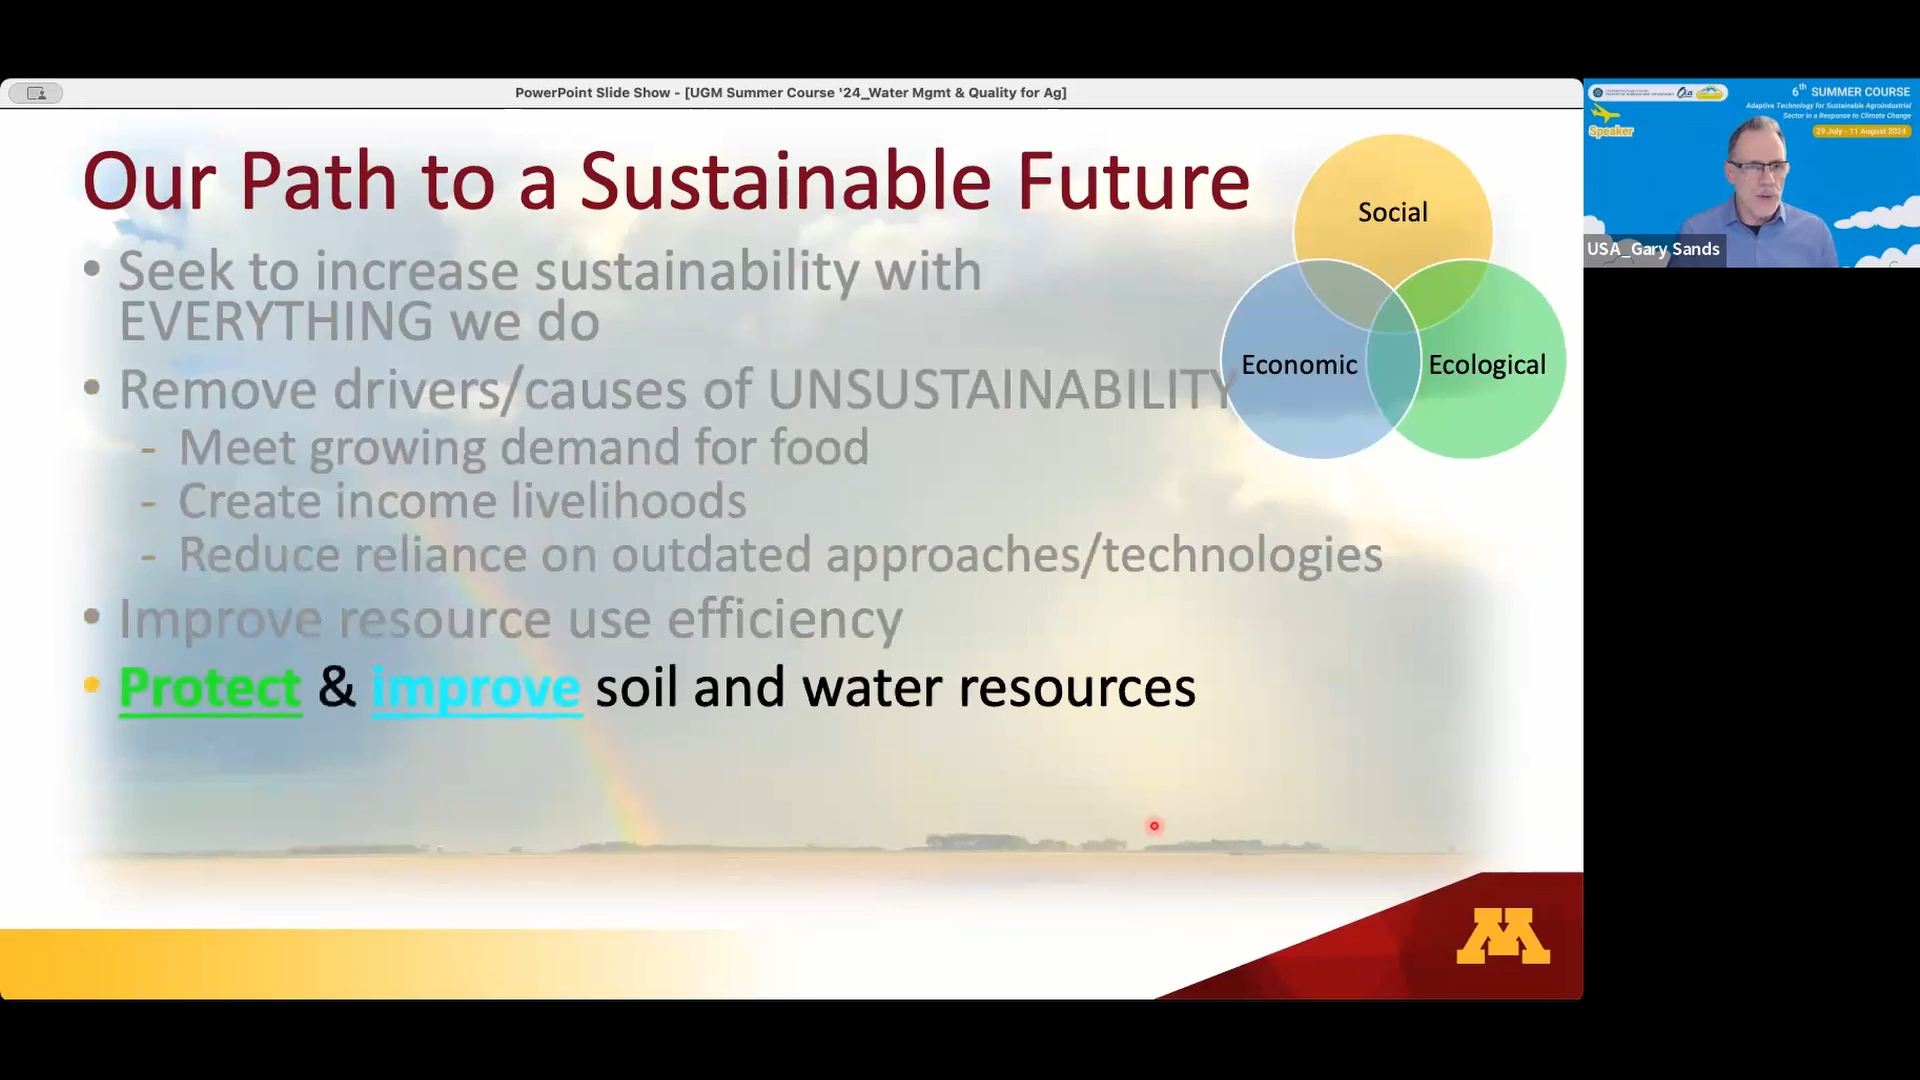 PowerPoint Slide Show - [UGM Summer Course '24_Water Mgmt & Quality for Ag]
Our Path to a Sustainable Future
• Seek to increase sustainability with
EVERYTHING we do
• Remove drivers/causes of UNSUSTAINABILITY
- Meet growing demand for food
- Create income livelihoods
- Reduce reliance on outdated approaches/technologies
• Improve resource use efficiency
• Protect & improve soil and water resources
Social
Economic
Ecological
M
6th SUMMER COURSE
Adaptive Technology for Sustainable Agroindustrial
Sector in a Response to Climate Change
29 July - 11 August 2024
Speaker
USA_Gary Sands